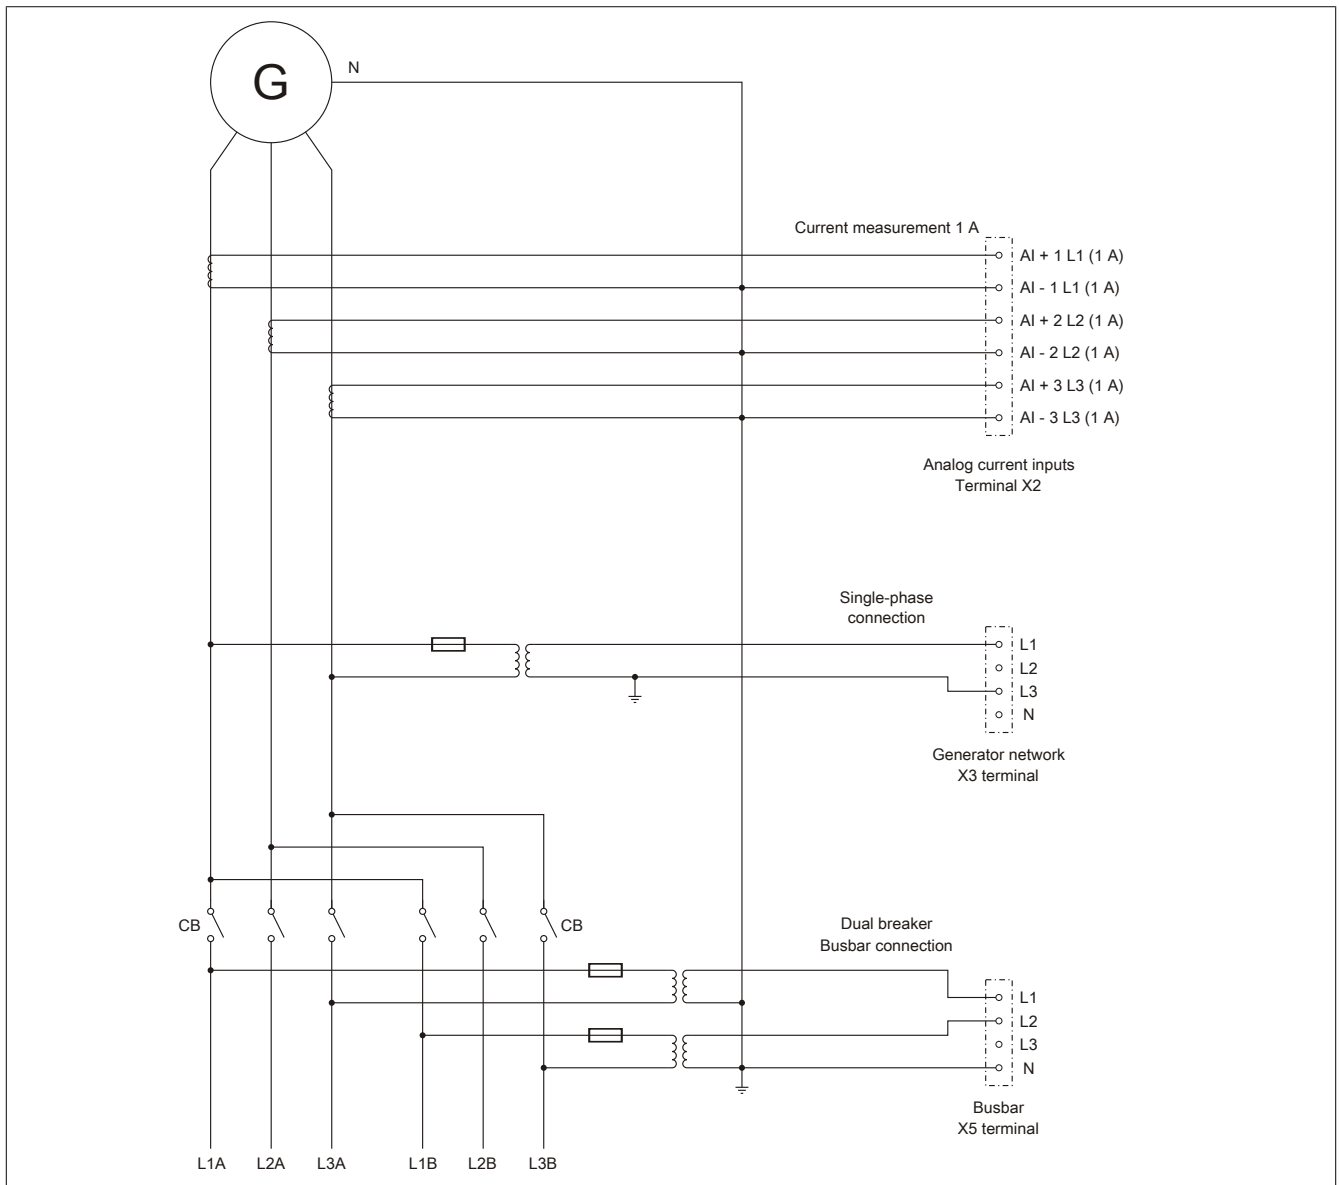 G
N
Current measurement 1 A
AI + 1 L1 (1 A)
AI - 1 L1 (1 A)
AI + 2 L2 (1 A)
AI - 2 L2 (1 A)
AI + 3 L3 (1 A)
AI - 3 L3 (1 A)
Analog current inputs
Terminal X2
Single-phase
connection
L1
L2
L3
N
Generator network
X3 terminal
CB
CB
Dual breaker
Busbar connection
L1
L2
L3
N
Busbar
X5 terminal
L1A
L2A
L3A
L1B
L2B
L3B